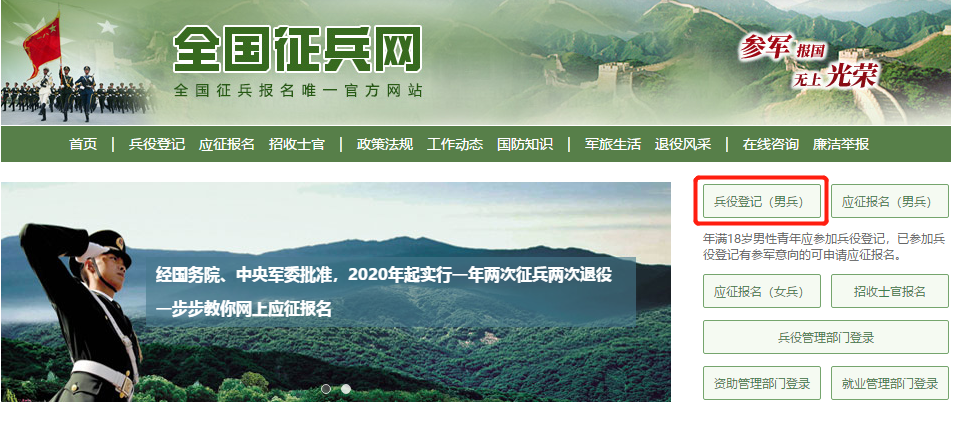 全国征兵网
全国征兵报名唯一官方网站
参军 报国
无上 光荣
首页 | 兵役登记 应征报名 招收士官 | 政策法规 工作动态 国防知识 | 军旅生活 退役风采 | 在线咨询 廉洁举报
经国务院、中央军委批准，2020年起实行一年两次征兵两次退役
一步步教你网上应征报名
兵役登记（男兵） 应征报名（男兵）
年满18岁男性青年应参加兵役登记，已参加兵
役登记有参军意向的可申请应征报名。
应征报名（女兵） 招收士官报名
兵役管理部门登录
资助管理部门登录 就业管理部门登录